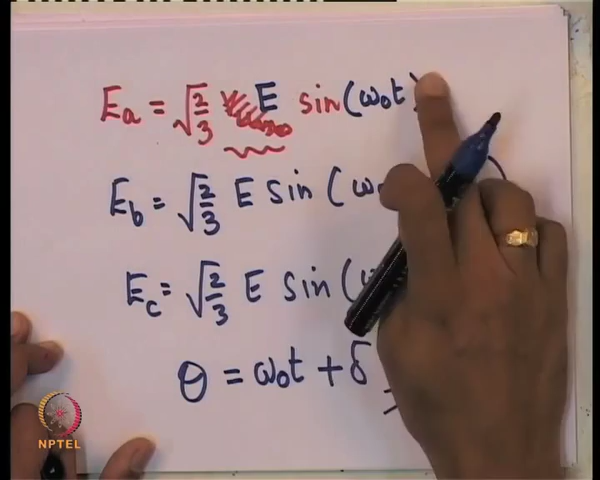 Ea = √2/3 E sin(ω₀t)
Eb = √2/3 E Sin (ω
Ec = √2/3 E Sin (
θ = ω₀t + δ
NPTEL